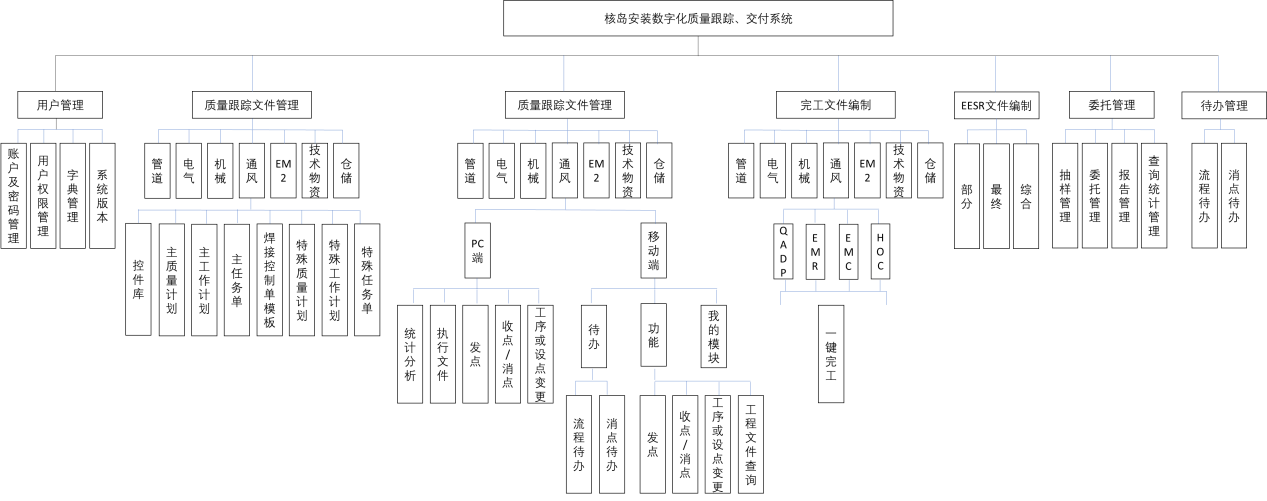 核岛安装数字化质量跟踪、交付系统
用户管理
质量跟踪文件管理
质量跟踪文件管理
完工文件编制
EESR文件编制
委托管理
待办管理
账户及密码管理
用户权限管理
字典管理
系统版本
管道
电气
机械
通风
EM2
技术物资
仓储
管道
电气
机械
通风
EM2
技术物资
仓储
管道
电气
机械
通风
EM2
技术物资
仓储
部分
最终
综合
抽样管理
委托管理
报告管理
查询统计管理
流程待办
消点待办
控件库
主质量计划
主工作计划
主任务单
焊接控制单模板
特殊质量计划
特殊工作计划
特殊任务单
PC端
移动端
QADP
EMR
EMC
HOC
统计分析
执行文件
发点
收点/消点
工序或设点变更
待办
功能
我的模块
一键完工
流程待办
消点待办
发点
收点/消点
工序或设点变更
工程文件查询